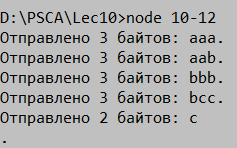 D:\PSCA\Lec10>node 10-12
Отправлено 3 байтов: aaa.
Отправлено 3 байтов: aab.
Отправлено 3 байтов: bbb.
Отправлено 3 байтов: bcc.
Отправлено 2 байтов: c
.